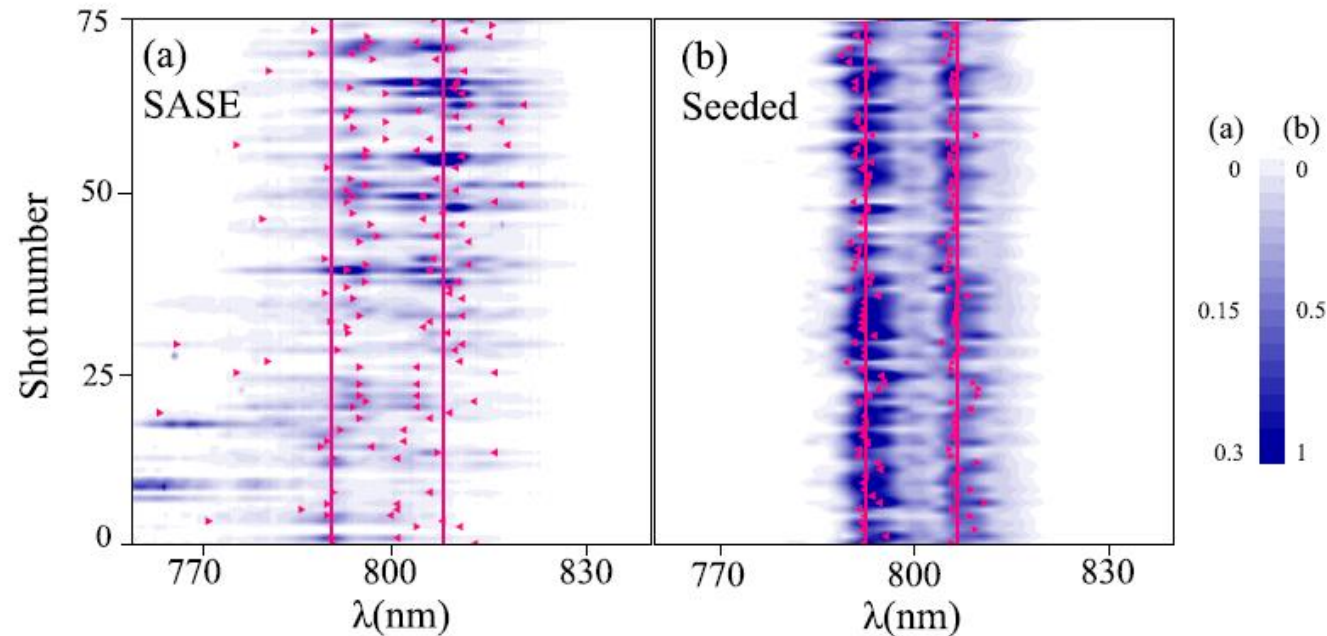 75
50
25
0
Shot number
(a)
SASE
770 800 830
λ(nm)
(b)
Seeded
770 800 830
λ(nm)
(a) (b)
0 0
0.15 0.5
0.3 1